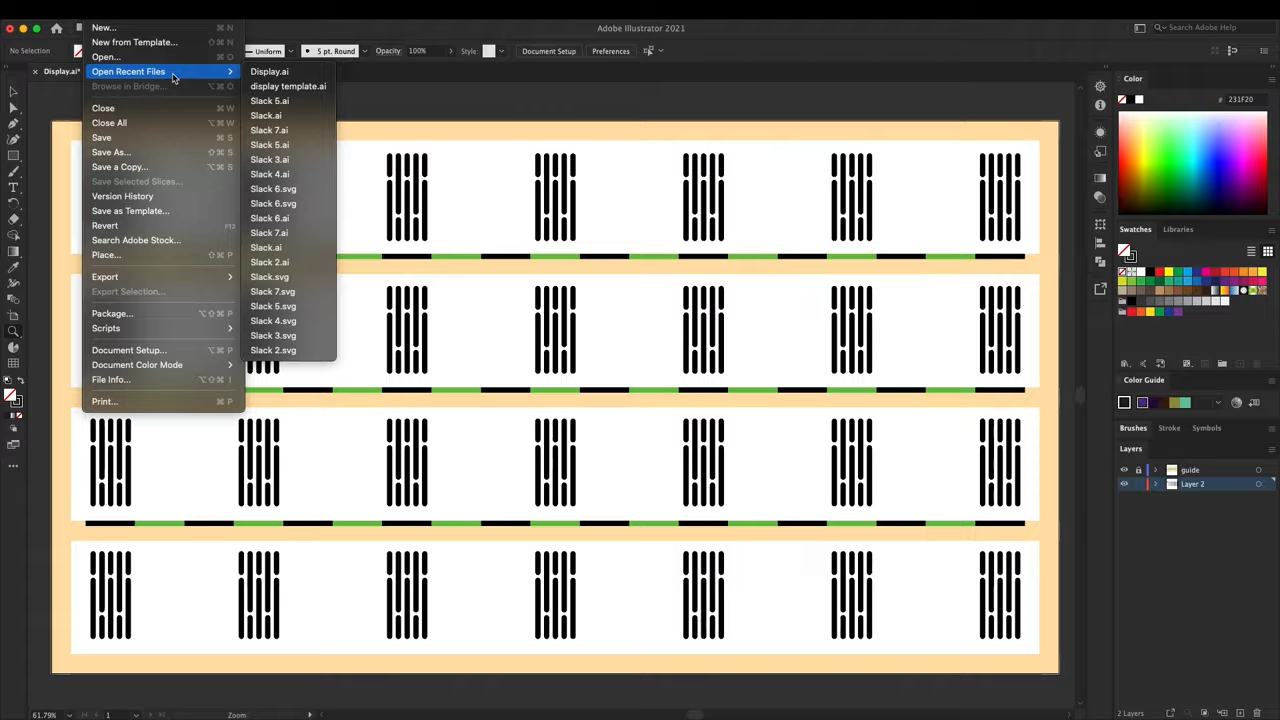 Adobe Illustrator 2021
Search Adobe Help
No Selection
Uniform
5 pt. Round
Opacity:
100%
Style:
Document Setup
Preferences
Display.ai*
New... ⌘ N
New from Template... ⇧⌘ N
Open... ⌘ O
Open Recent Files
Browse in Bridge... ⌥⌘ O
Close ⌘ W
Close All ⌥⌘ W
Save ⌘ S
Save As... ⇧⌘ S
Save a Copy... ⌥⌘ S
Save Selected Slices...
Version History
Save as Template...
Revert F12
Search Adobe Stock...
Place... ⇧⌘ P
Export
Export Selection...
Package... ⌥⇧⌘ P
Scripts
Document Setup... ⌥⌘ P
Document Color Mode
File Info... ⌥⇧⌘ I
Print... ⌘ P
Display.ai
display template.ai
Slack 5.ai
Slack.ai
Slack 7.ai
Slack 5.ai
Slack 3.ai
Slack 4.ai
Slack 6.svg
Slack 6.svg
Slack 6.ai
Slack 7.ai
Slack.ai
Slack 2.ai
Slack.svg
Slack 7.svg
Slack 5.svg
Slack 4.svg
Slack 3.svg
Slack 2.svg
Color
# 231F20
Swatches
Libraries
Color Guide
Brushes
Stroke
Symbols
Layers
guide
Layer 2
61.79%
1
Zoom
2 Layers